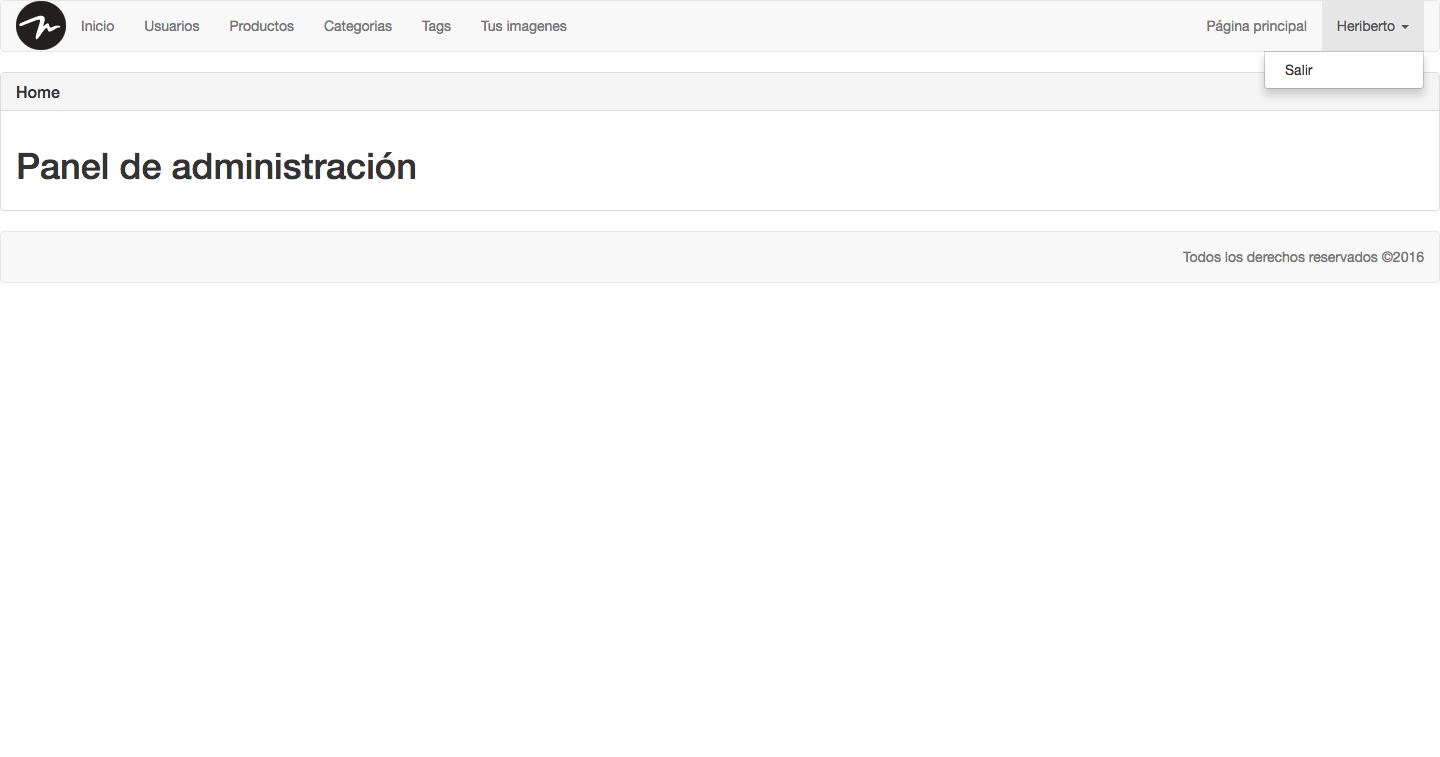 Inicio Usuarios Productos Categorias Tags Tus imagenes Página principal Heriberto
Salir
Home
Panel de administración
Todos los derechos reservados ©2016